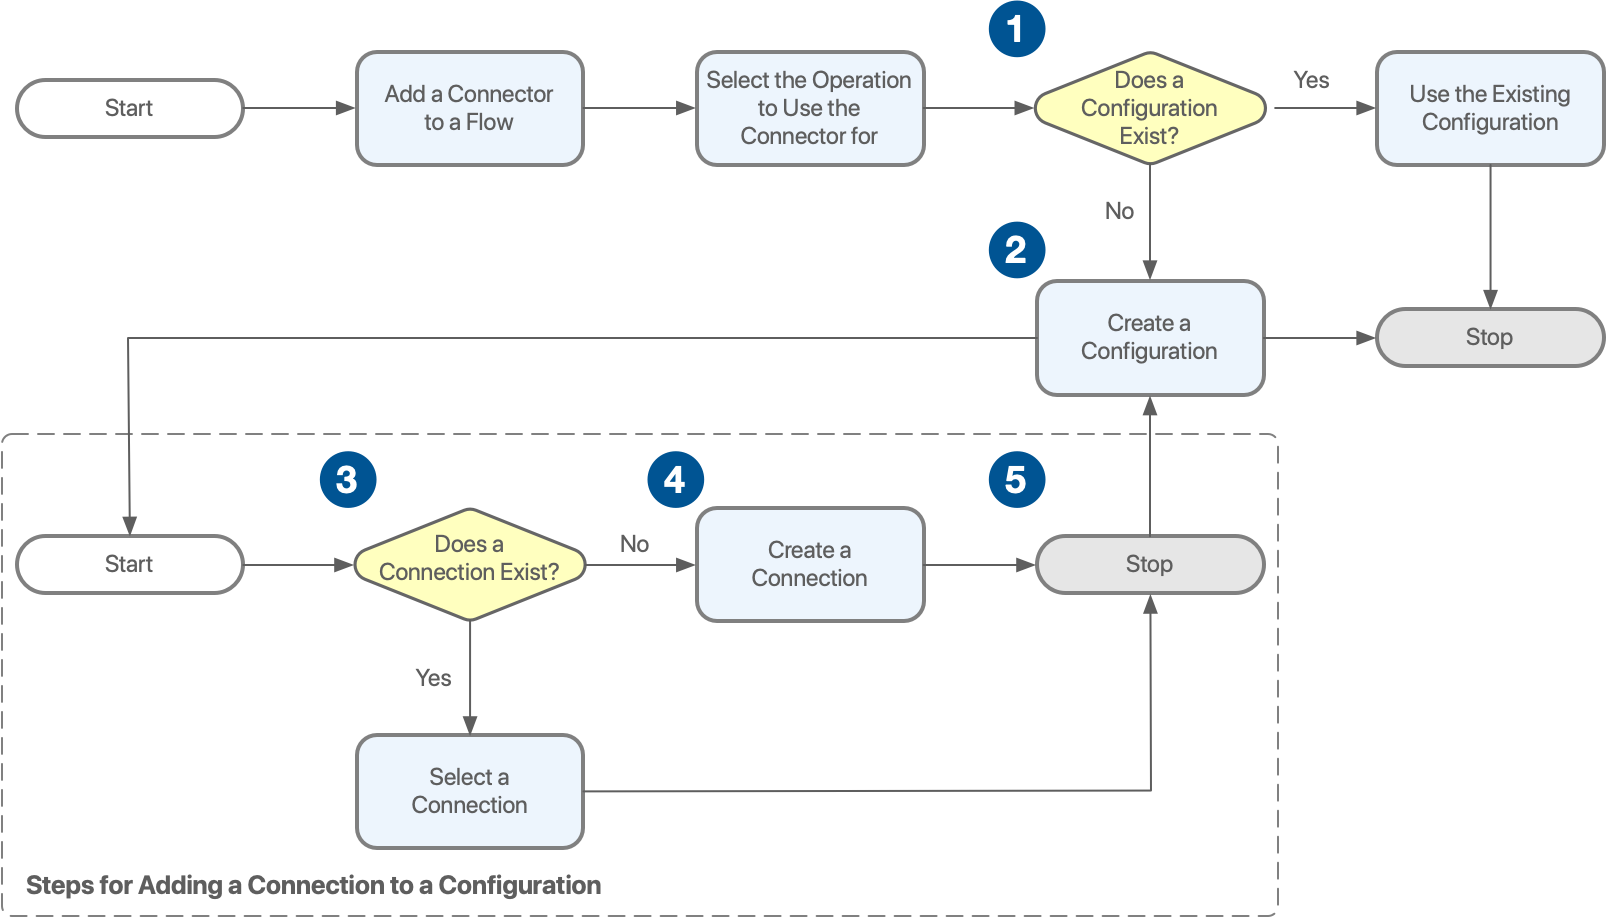 1
Start
Add a Connector
to a Flow
Select the Operation
to Use the
Connector for
Does a
Configuration
Exist?
Yes
Use the Existing
Configuration
No
2
Create a
Configuration
Stop
3
4
5
Start
Does a
Connection Exist?
No
Create a
Connection
Stop
Yes
Select a
Connection
Steps for Adding a Connection to a Configuration